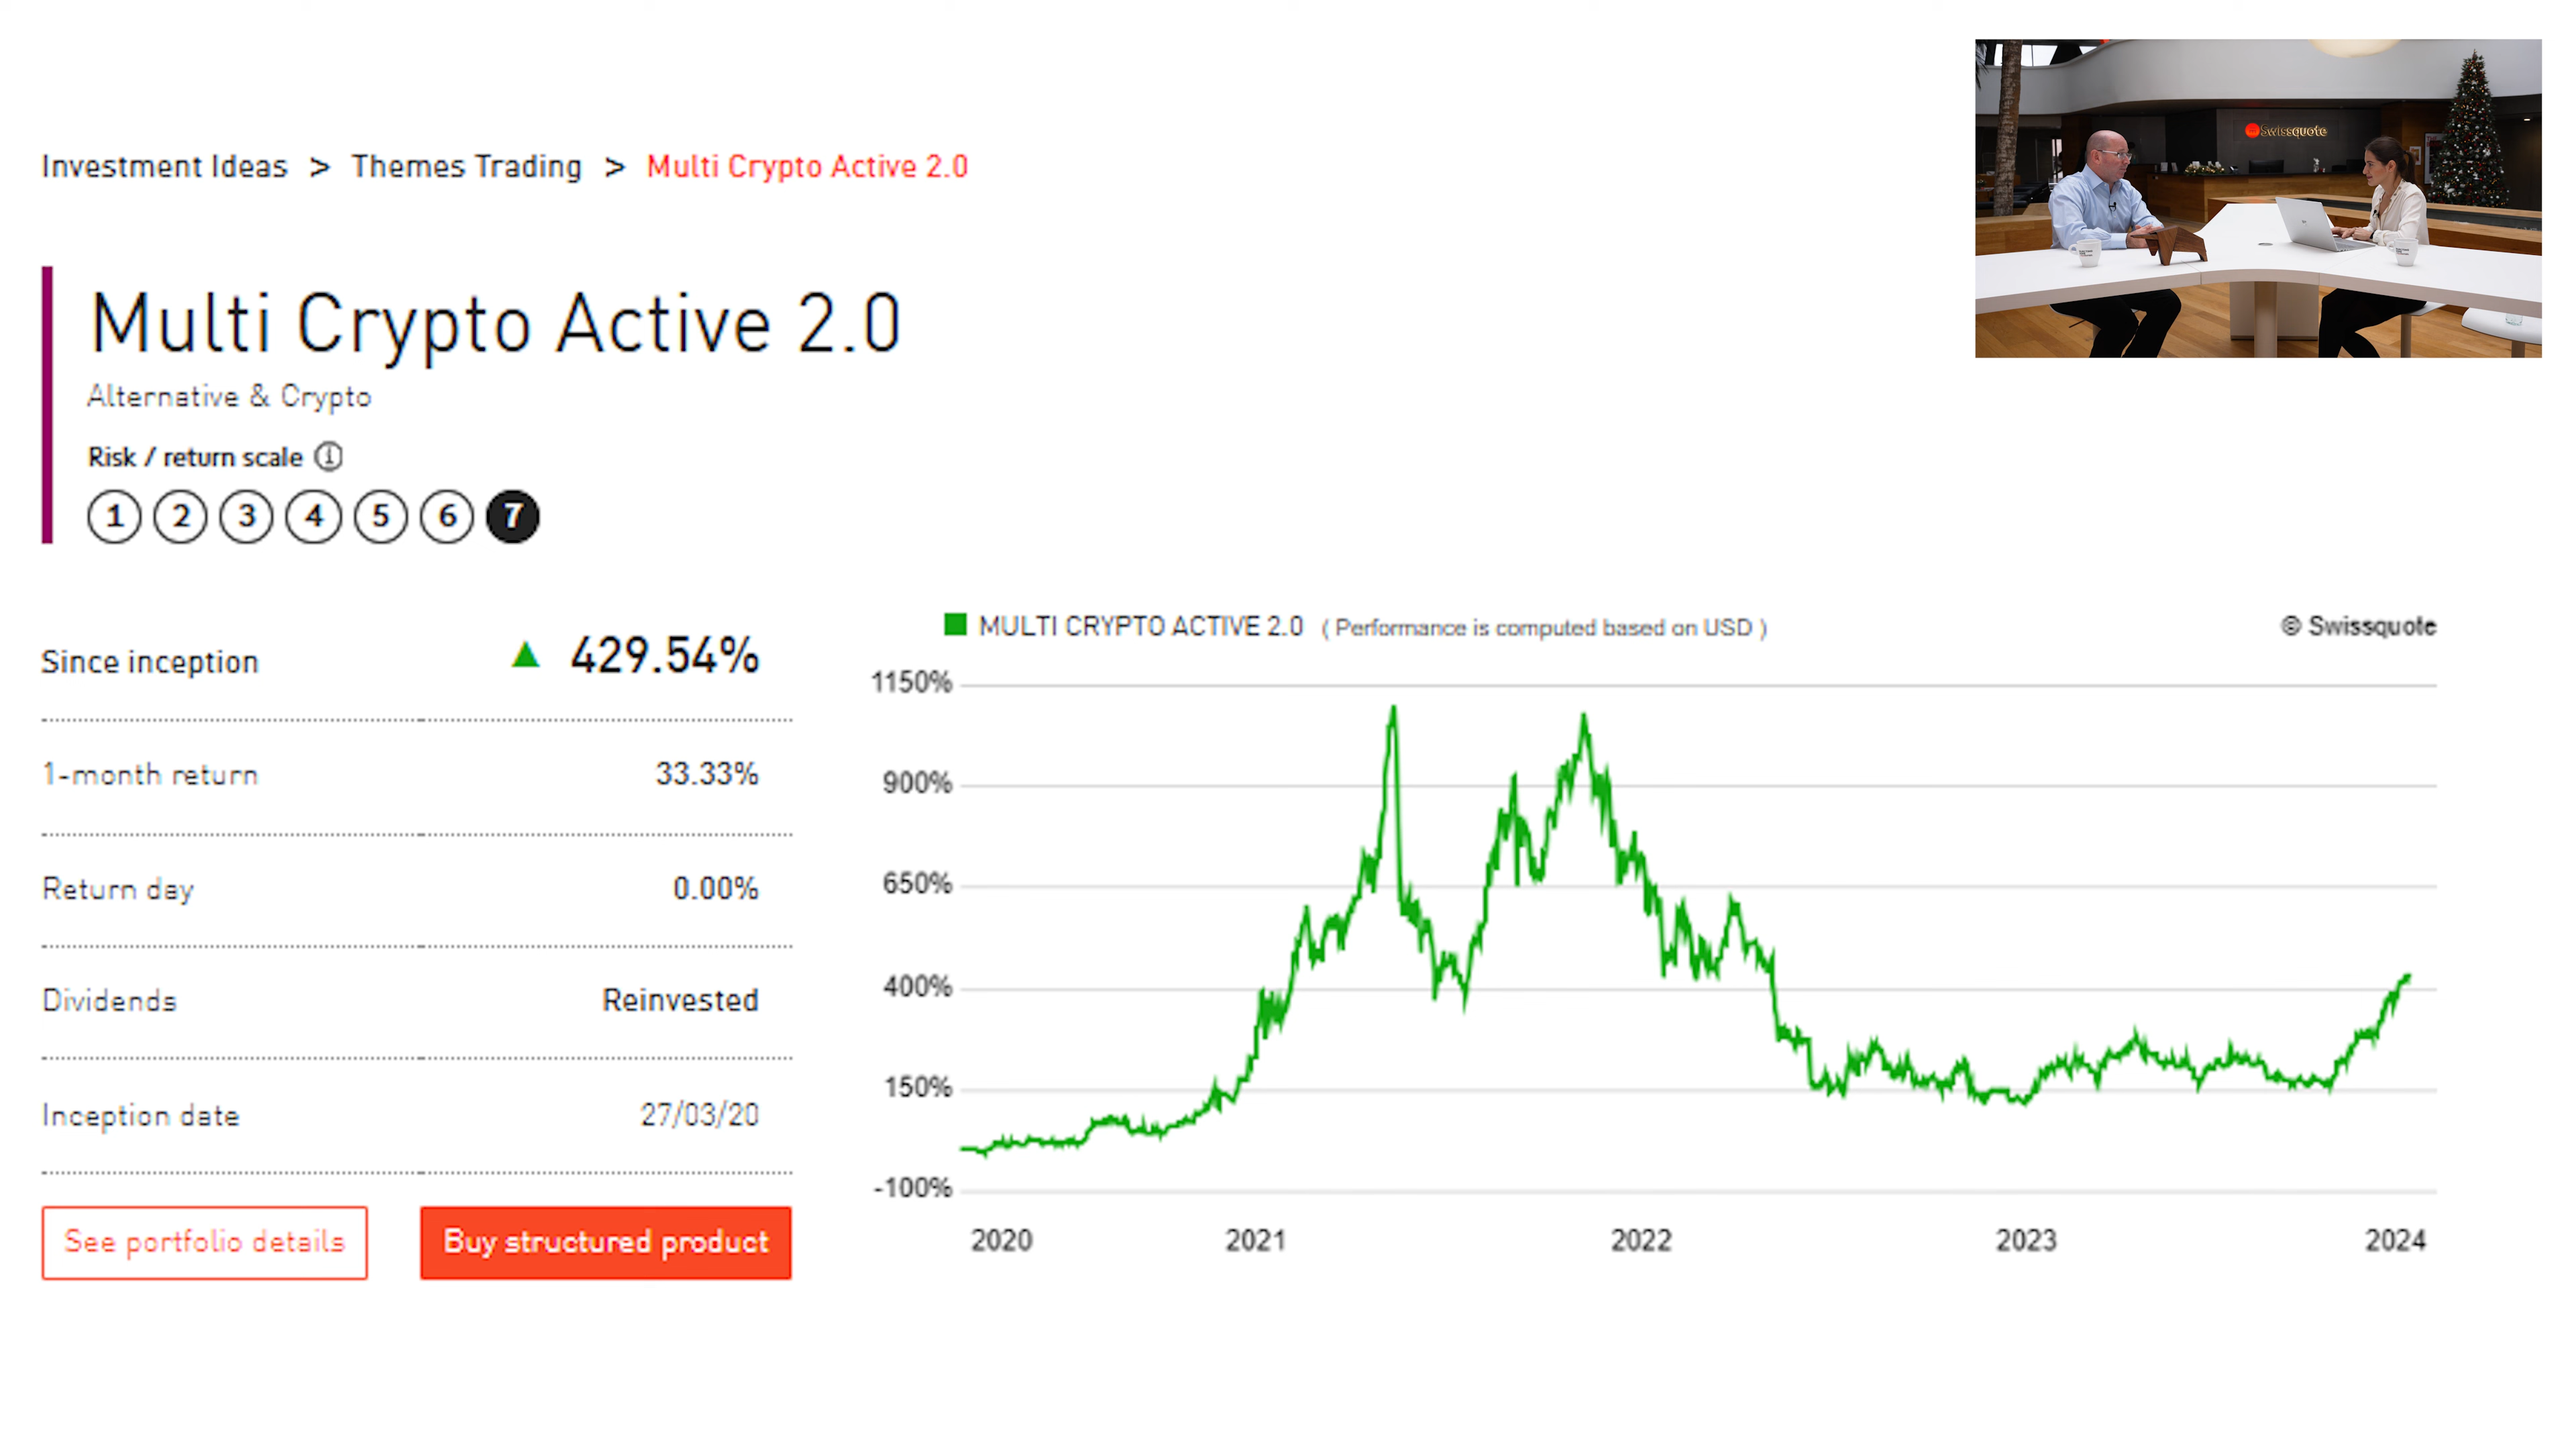 Swissquote
Investment Ideas > Themes Trading > Multi Crypto Active 2.0
Multi Crypto Active 2.0
Alternative & Crypto
Risk / return scale
1 2 3 4 5 6 7
Since inception ▲ 429.54%
1-month return 33.33%
Return day 0.00%
Dividends Reinvested
Inception date 27/03/20
See portfolio details
Buy structured product
MULTI CRYPTO ACTIVE 2.0 ( Performance is computed based on USD )
© Swissquote
1150%
900%
650%
400%
150%
-100%
2020 2021 2022 2023 2024